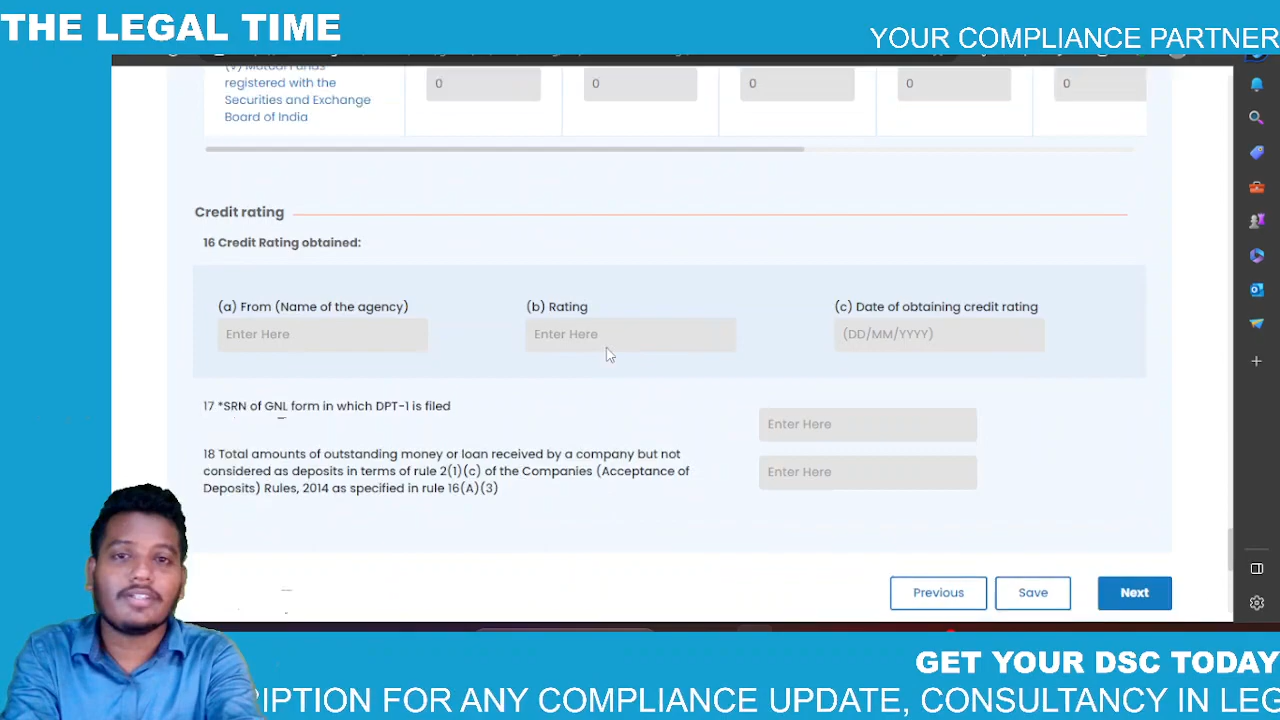 THE LEGAL TIME
YOUR COMPLIANCE PARTNER
registered with the
Securities and Exchange
Board of India
0
0
0
0
0
Credit rating
16 Credit Rating obtained:
(a) From (Name of the agency)
(b) Rating
(c) Date of obtaining credit rating
Enter Here
Enter Here
(DD/MM/YYYY)
17 *SRN of GNL form in which DPT-1 is filed
Enter Here
18 Total amounts of outstanding money or loan received by a company but not
considered as deposits in terms of rule 2(1)(c) of the Companies (Acceptance of
Deposits) Rules, 2014 as specified in rule 16(A)(3)
Enter Here
Previous
Save
Next
GET YOUR DSC TODAY
RIPTION FOR ANY COMPLIANCE UPDATE, CONSULTANCY IN LEG